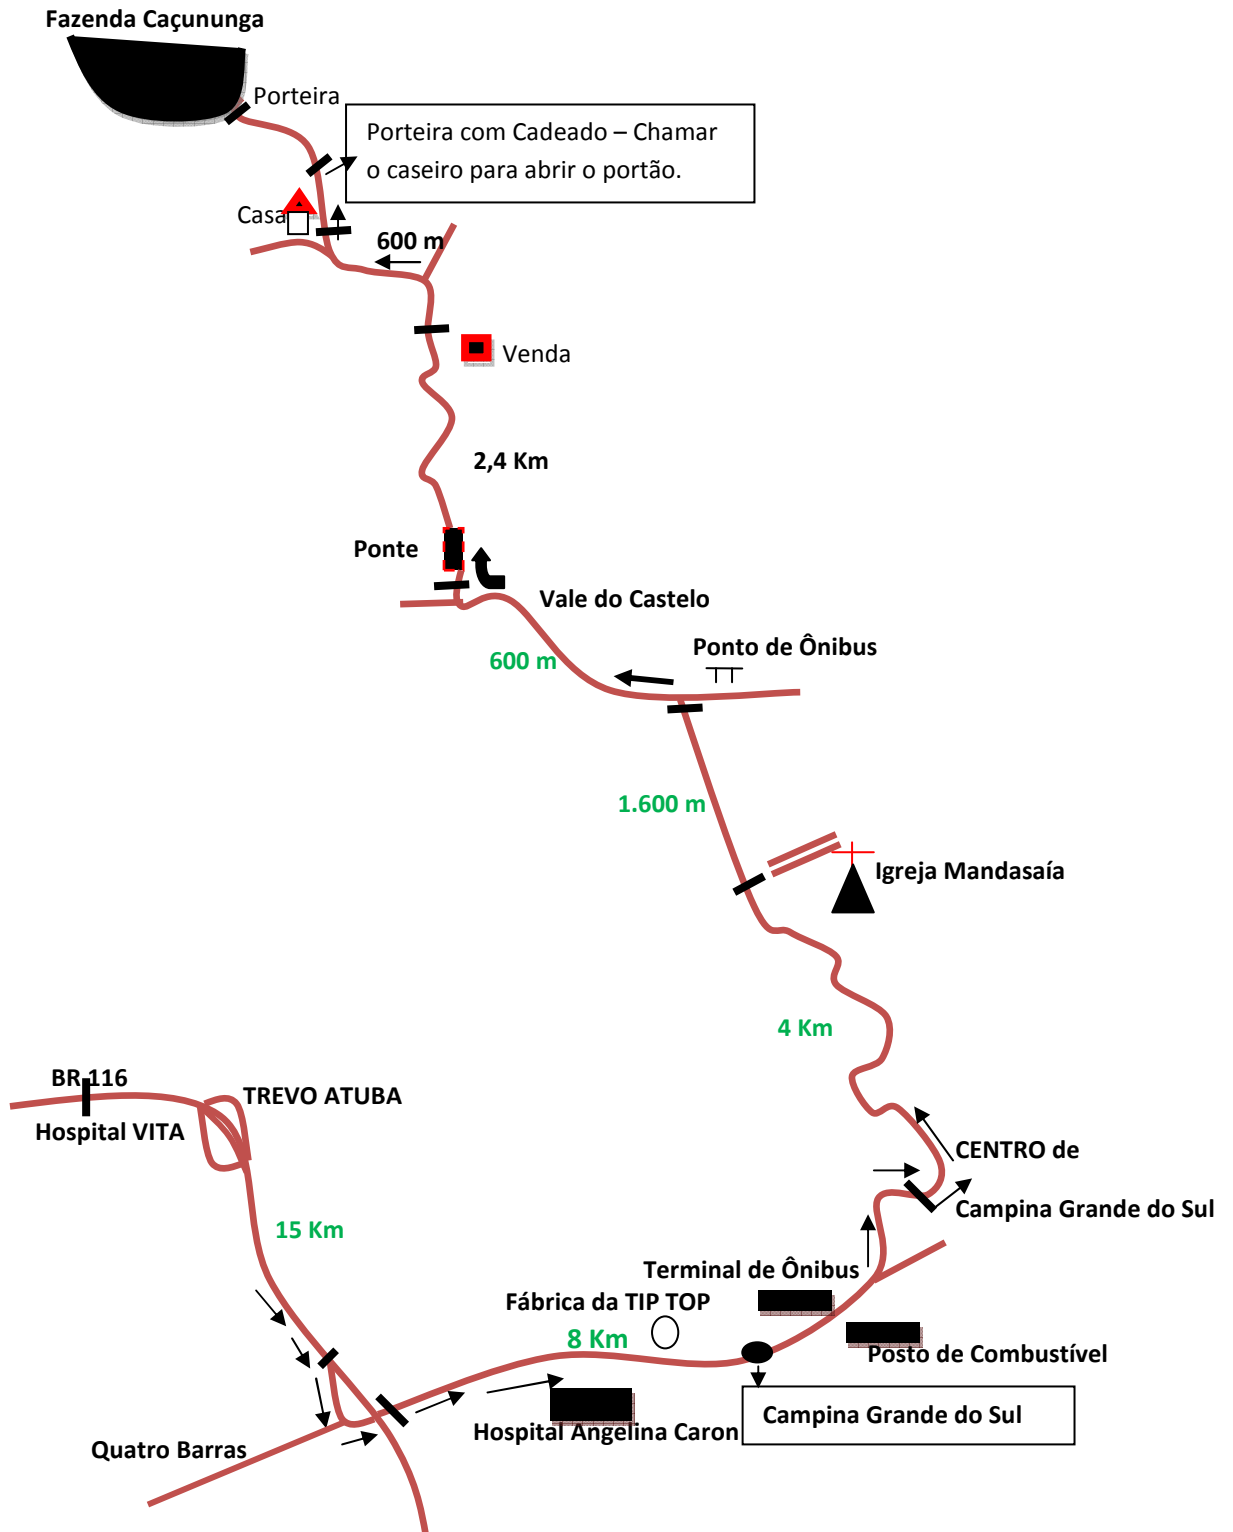 Fazenda Caçununga
Porteira
Porteira com Cadeado – Chamar
o caseiro para abrir o portão.
Casa
600 m
Venda
2,4 Km
Ponte
Vale do Castelo
Ponto de Ônibus
600 m
1.600 m
Igreja Mandasaía
4 Km
BR 116
TREVO ATUBA
Hospital VITA
CENTRO de
Campina Grande do Sul
15 Km
Terminal de Ônibus
Fábrica da TIP TOP
8 Km
Posto de Combustível
Campina Grande do Sul
Hospital Angelina Caron
Quatro Barras